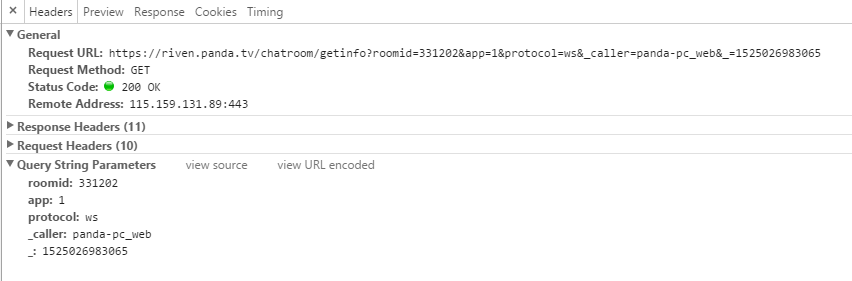 × Headers Preview Response Cookies Timing
▼ General
Request URL: https://riven.panda.tv/chatroom/getinfo?roomid=331202&app=1&protocol=ws&_caller=panda-pc_web&_=1525026983065
Request Method: GET
Status Code: 200 OK
Remote Address: 115.159.131.89:443
▶ Response Headers (11)
▶ Request Headers (10)
▼ Query String Parameters view source view URL encoded
roomid: 331202
app: 1
protocol: ws
_caller: panda-pc_web
_: 1525026983065